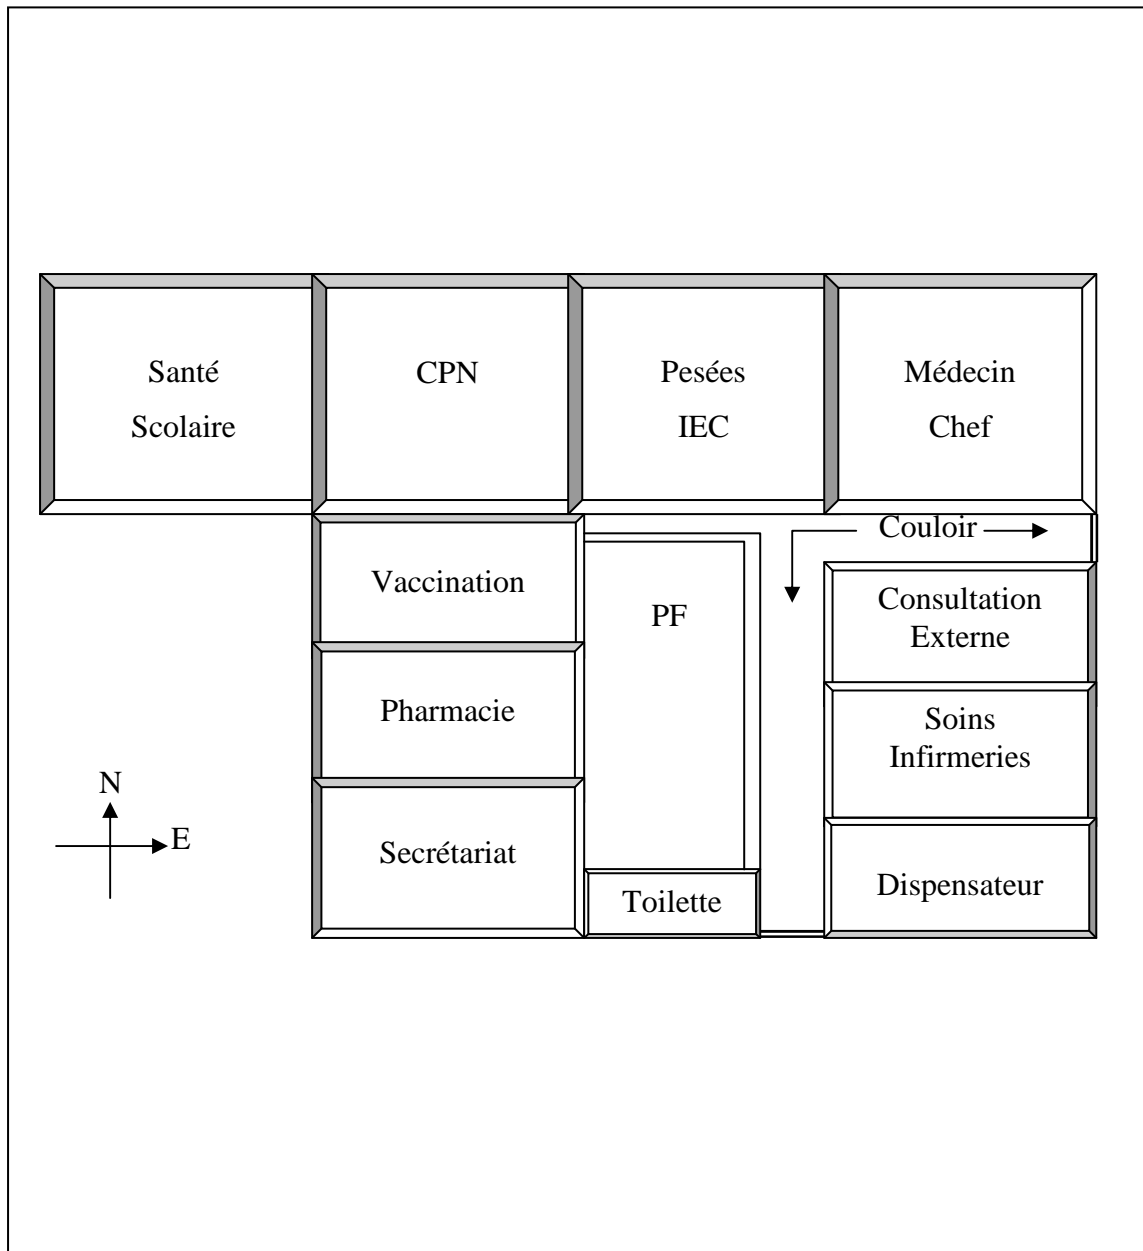 Santé
Scolaire
CPN
Pesées
IEC
Médecin
Chef
Couloir
Vaccination
PF
Consultation
Externe
Pharmacie
Soins
Infirmeries
N
E
Secrétariat
Toilette
Dispensateur